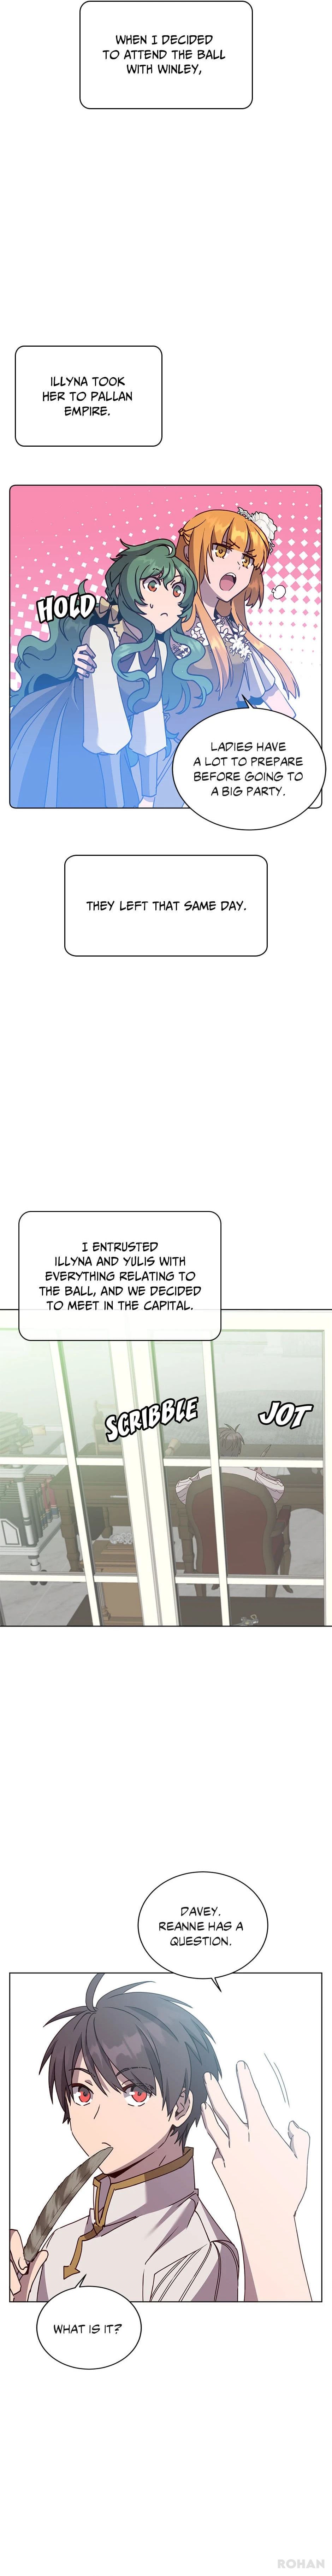 WHEN I DECIDED
TO ATTEND THE BALL
WITH WINLEY,
ILLYNA TOOK
HER TO PALLAN
EMPIRE.
HOLD
LADIES HAVE
A LOT TO PREPARE
BEFORE GOING TO
A BIG PARTY.
THEY LEFT THAT SAME DAY.
I ENTRUSTED
ILLYNA AND YULIS WITH
EVERYTHING RELATING TO
THE BALL, AND WE DECIDED
TO MEET IN THE CAPITAL.
SCRIBBLE
JOT
DAVEY.
REANNE HAS A
QUESTION.
WHAT IS IT?
ROHAN